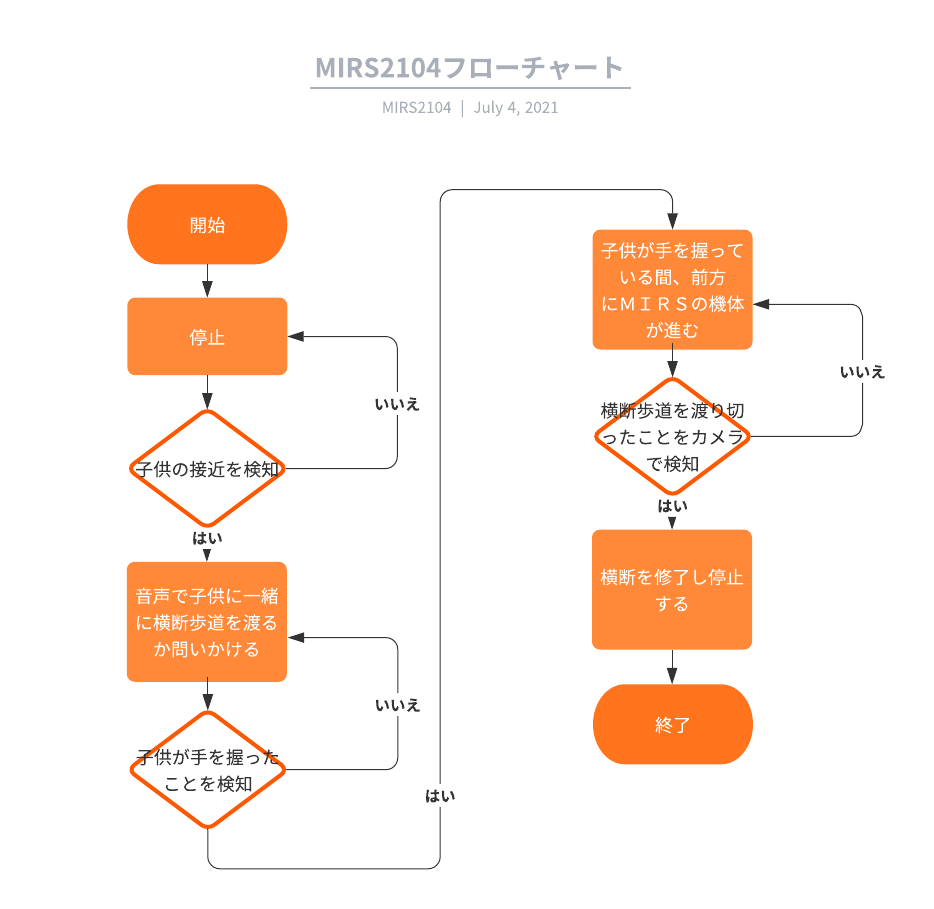 MIRS2104フローチャート
MIRS2104 | July 4, 2021
開始
停止
いいえ
子供の接近を検知
はい
音声で子供に一緒
に横断歩道を渡る
か問いかける
いいえ
子供が手を握った
ことを検知
はい
子供が手を握って
いる間、前方
にＭＩＲＳの機体
が進む
いいえ
横断歩道を渡り切
ったことをカメラ
で検知
はい
横断を修了し停止
する
終了